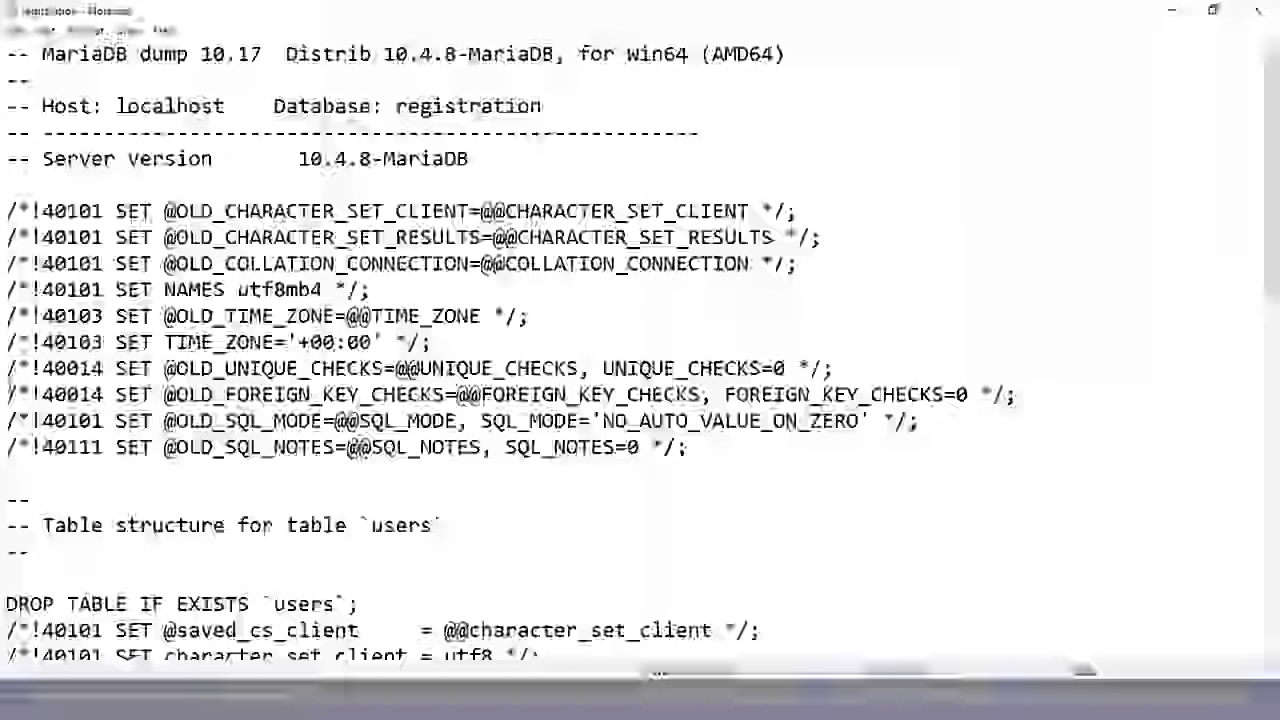 -- MariaDB dump 10.17  Distrib 10.4.8-MariaDB, for Win64 (AMD64)
--
-- Host: localhost    Database: registration
-- ------------------------------------------------------
-- Server version       10.4.8-MariaDB
/*!40101 SET @OLD_CHARACTER_SET_CLIENT=@@CHARACTER_SET_CLIENT */;
/*!40101 SET @OLD_CHARACTER_SET_RESULTS=@@CHARACTER_SET_RESULTS */;
/*!40101 SET @OLD_COLLATION_CONNECTION=@@COLLATION_CONNECTION */;
/*!40101 SET NAMES utf8mb4 */;
/*!40103 SET @OLD_TIME_ZONE=@@TIME_ZONE */;
/*!40103 SET TIME_ZONE='+00:00' */;
/*!40014 SET @OLD_UNIQUE_CHECKS=@@UNIQUE_CHECKS, UNIQUE_CHECKS=0 */;
/*!40014 SET @OLD_FOREIGN_KEY_CHECKS=@@FOREIGN_KEY_CHECKS, FOREIGN_KEY_CHECKS=0 */;
/*!40101 SET @OLD_SQL_MODE=@@SQL_MODE, SQL_MODE='NO_AUTO_VALUE_ON_ZERO' */;
/*!40111 SET @OLD_SQL_NOTES=@@SQL_NOTES, SQL_NOTES=0 */;
--
-- Table structure for table `users`
--
DROP TABLE IF EXISTS `users`;
/*!40101 SET @saved_cs_client     = @@character_set_client */;
/*!40101 SET character_set_client = utf8 */;